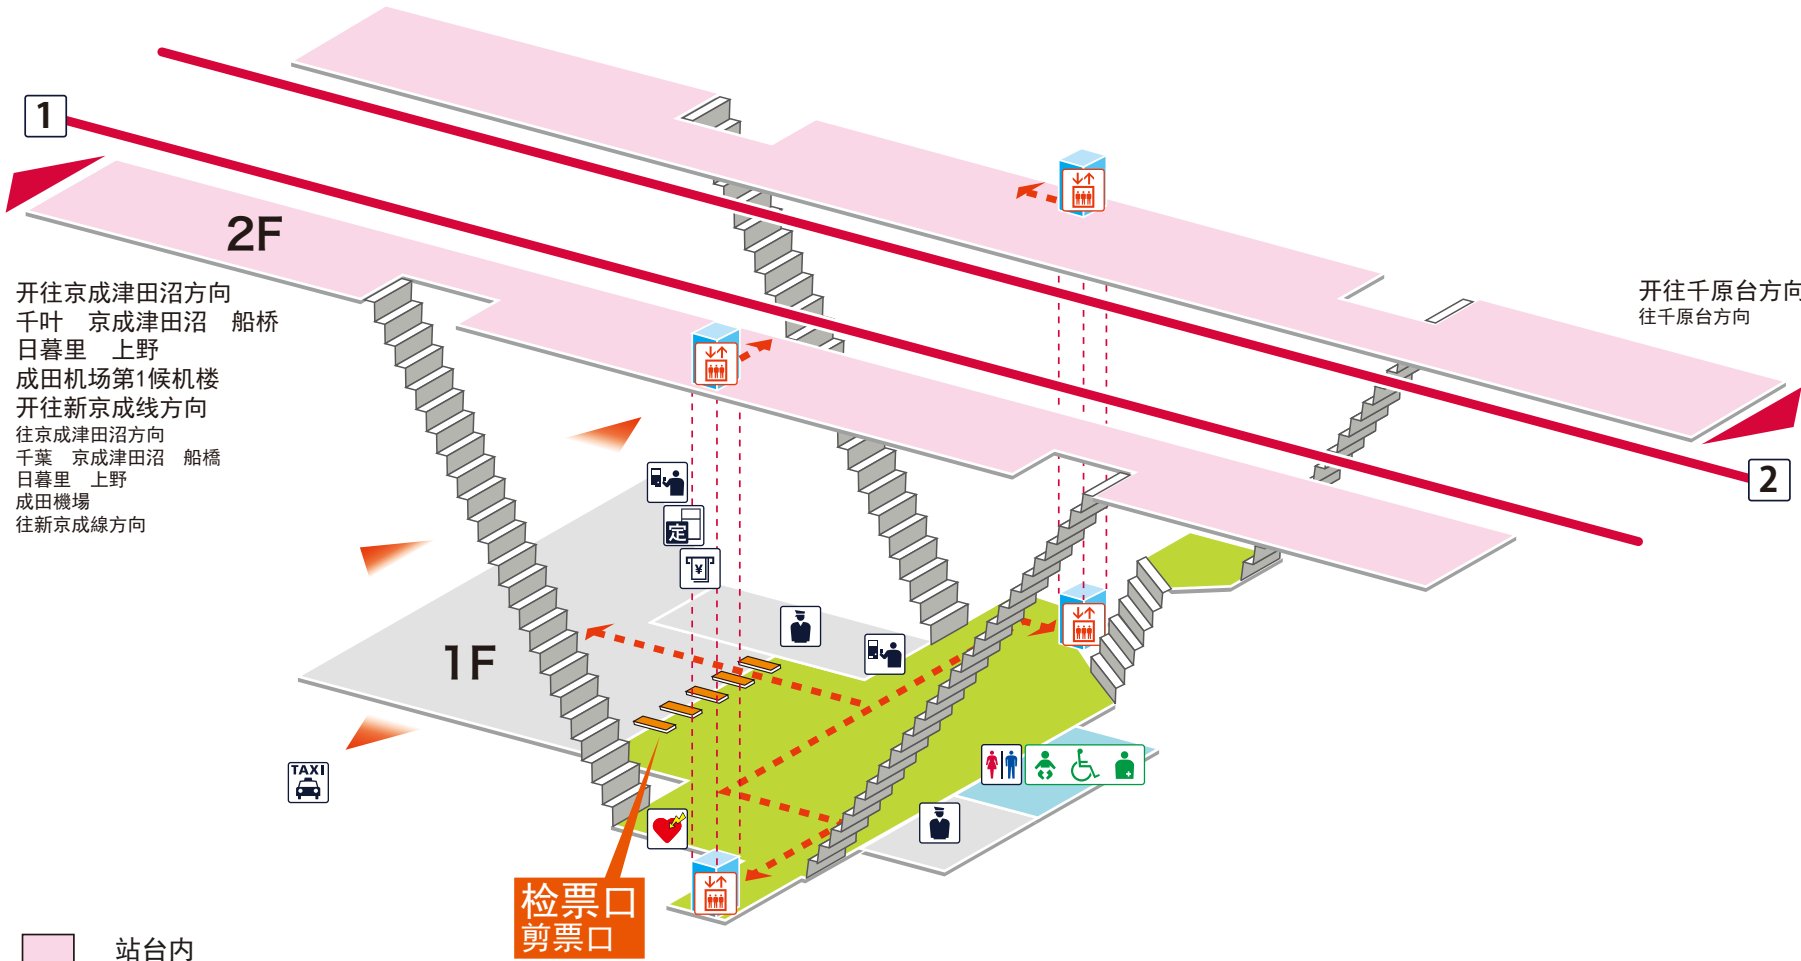 1
2F
开往京成津田沼方向
千叶　京成津田沼　船桥
日暮里　上野
成田机场第1候机楼
开往新京成线方向
往京成津田沼方向
千葉　京成津田沼　船橋
日暮里　上野
成田機場
往新京成線方向
开往千原台方向
往千原台方向
2
定
¥
1F
TAXI
检票口
剪票口
站台内